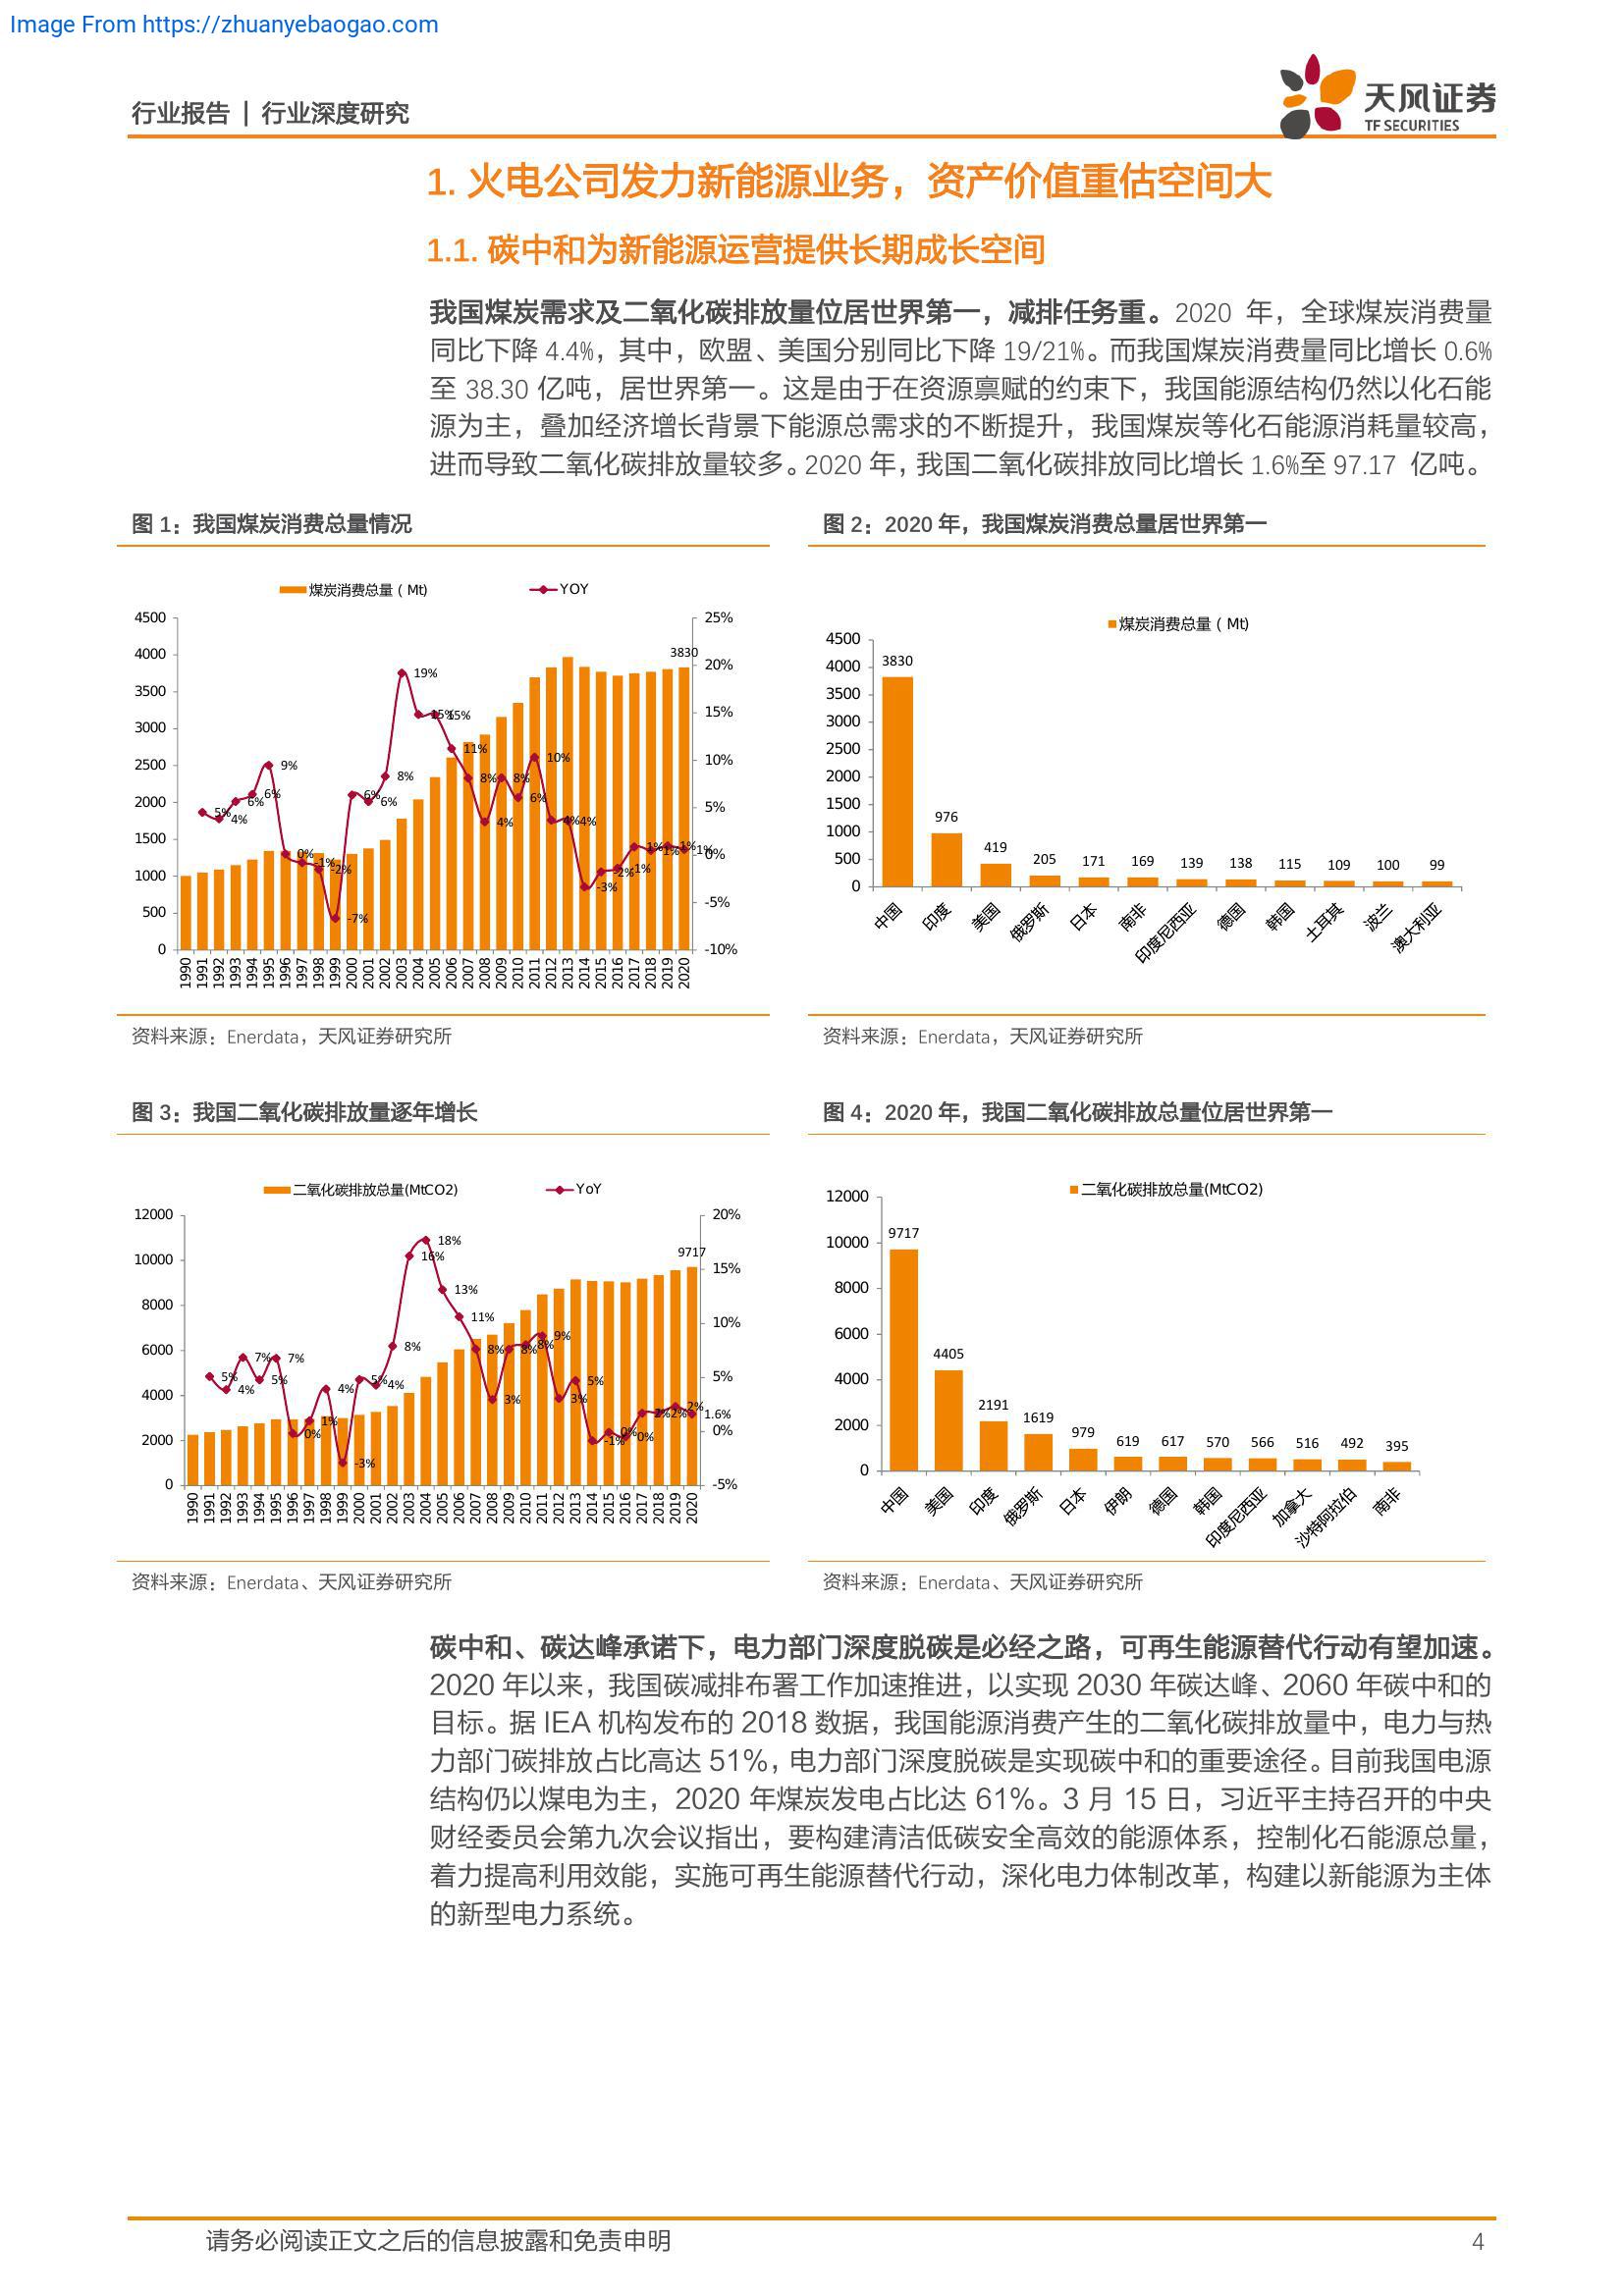 Image From https://zhuanyebaogao.com
行业报告 | 行业深度研究
天风证券
TF SECURITIES
1. 火电公司发力新能源业务，资产价值重估空间大
1.1. 碳中和为新能源运营提供长期成长空间
我国煤炭需求及二氧化碳排放量位居世界第一，减排任务重。2020 年，全球煤炭消费量
同比下降 4.4%，其中，欧盟、美国分别同比下降 19/21%。而我国煤炭消费量同比增长 0.6%
至 38.30 亿吨，居世界第一。这是由于在资源禀赋的约束下，我国能源结构仍然以化石能
源为主，叠加经济增长背景下能源总需求的不断提升，我国煤炭等化石能源消耗量较高，
进而导致二氧化碳排放量较多。2020 年，我国二氧化碳排放同比增长 1.6%至 97.17 亿吨。
图 1：我国煤炭消费总量情况
煤炭消费总量（Mt) YOY
4500 4000 3500 3000 2500 2000 1500 1000 500 0
25% 20% 15% 10% 5% 0% -5% -10%
5% 4% 6% 6% 9% 0% -1% -2% -7% 6% 6% 8% 19% 15% 15% 11% 8% 4% 8% 6% 10% 4% 4% -3% -2% -1% 1% 1% 1% 1%
3830
1990 1991 1992 1993 1994 1995 1996 1997 1998 1999 2000 2001 2002 2003 2004 2005 2006 2007 2008 2009 2010 2011 2012 2013 2014 2015 2016 2017 2018 2019 2020
资料来源：Enerdata，天风证券研究所
图 2：2020 年，我国煤炭消费总量居世界第一
煤炭消费总量（Mt)
4500 4000 3500 3000 2500 2000 1500 1000 500 0
3830 976 419 205 171 169 139 138 115 109 100 99
中国 印度 美国 俄罗斯 日本 南非 印度尼西亚 德国 韩国 土耳其 波兰 澳大利亚
资料来源：Enerdata，天风证券研究所
图 3：我国二氧化碳排放量逐年增长
二氧化碳排放总量(MtCO2) YoY
12000 10000 8000 6000 4000 2000 0
20% 15% 10% 5% 0% -5%
5% 4% 7% 5% 7% 0% 1% 4% -3% 5% 4% 8% 16% 18% 13% 11% 8% 3% 8% 8% 9% 3% 5% -1% 0% 0% 2% 2% 2% 1.6%
9717
1990 1991 1992 1993 1994 1995 1996 1997 1998 1999 2000 2001 2002 2003 2004 2005 2006 2007 2008 2009 2010 2011 2012 2013 2014 2015 2016 2017 2018 2019 2020
资料来源：Enerdata、天风证券研究所
图 4：2020 年，我国二氧化碳排放总量位居世界第一
二氧化碳排放总量(MtCO2)
12000 10000 8000 6000 4000 2000 0
9717 4405 2191 1619 979 619 617 570 566 516 492 395
中国 美国 印度 俄罗斯 日本 伊朗 德国 韩国 印度尼西亚 加拿大 沙特阿拉伯 南非
资料来源：Enerdata、天风证券研究所
碳中和、碳达峰承诺下，电力部门深度脱碳是必经之路，可再生能源替代行动有望加速。
2020 年以来，我国碳减排布署工作加速推进，以实现 2030 年碳达峰、2060 年碳中和的
目标。据 IEA 机构发布的 2018 数据，我国能源消费产生的二氧化碳排放量中，电力与热
力部门碳排放占比高达 51%，电力部门深度脱碳是实现碳中和的重要途径。目前我国电源
结构仍以煤电为主，2020 年煤炭发电占比达 61%。3 月 15 日，习近平主持召开的中央
财经委员会第九次会议指出，要构建清洁低碳安全高效的能源体系，控制化石能源总量，
着力提高利用效能，实施可再生能源替代行动，深化电力体制改革，构建以新能源为主体
的新型电力系统。
请务必阅读正文之后的信息披露和免责申明
4